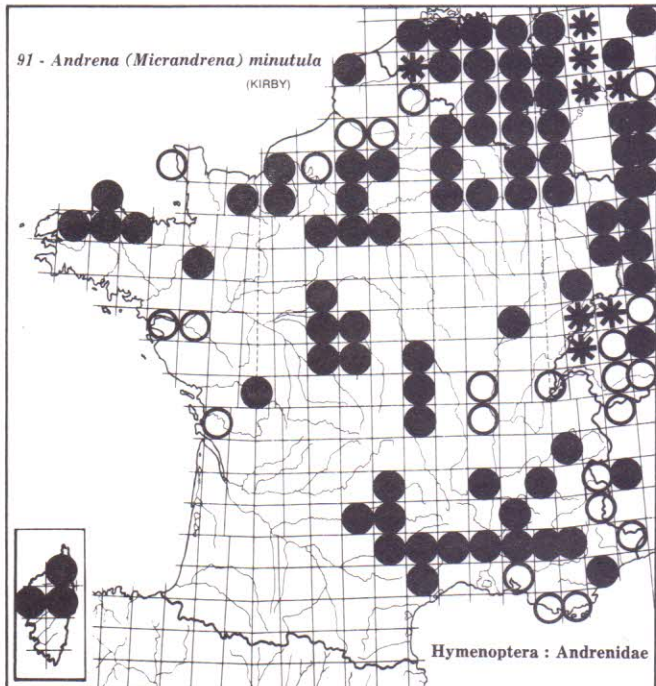 91 - Andrena (Micrandrena) minutula
(KIRBY)
Hymenoptera : Andrenidae